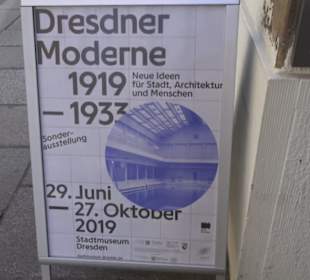 Dresdner
Moderne
1919
— 1933
Neue Ideen
für Stadt, Architektur
und Menschen
Sonder-
ausstellung
29. Juni
— 27. Oktober
2019
Stadtmuseum
Dresden